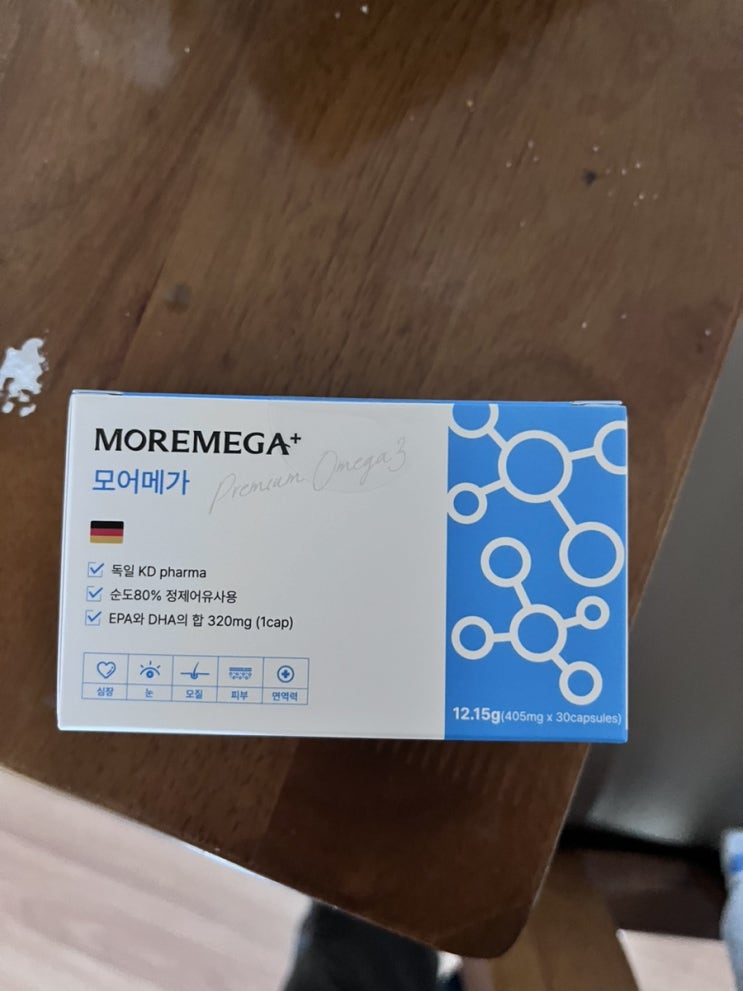 MOREMEGA+
모어메가
Premium Omega3
독일 KD pharma
순도80% 정제어유사용
EPA와 DHA의 합 320mg (1cap)
심장 눈 모질 피부 면역력
12.15g(405mg x 30capsules)